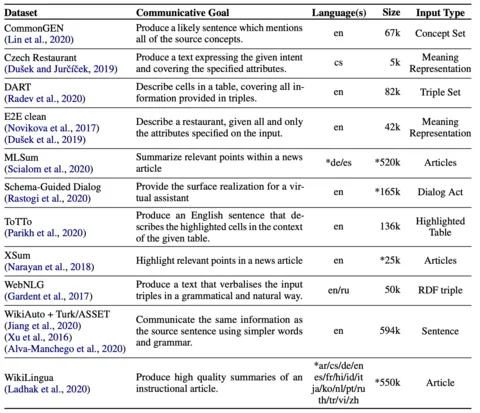 Dataset Communicative Goal Language(s) Size Input Type
CommonGEN
(Lin et al., 2020)
Produce a likely sentence which mentions
all of the source concepts.
en 67k Concept Set
Czech Restaurant
(Dušek and Jurčíček, 2019)
Produce a text expressing the given intent
and covering the specified attributes.
cs 5k Meaning
Representation
DART
(Radev et al., 2020)
Describe cells in a table, covering all in-
formation provided in triples.
en 82k Triple Set
E2E clean
(Novikova et al., 2017)
(Dušek et al., 2019)
Describe a restaurant, given all and only
the attributes specified on the input.
en 42k Meaning
Representation
MLSum
(Scialom et al., 2020)
Summarize relevant points within a news
article
*de/es *520k Articles
Schema-Guided Dialog
(Rastogi et al., 2020)
Provide the surface realization for a vir-
tual assistant
en *165k Dialog Act
ToTTo
(Parikh et al., 2020)
Produce an English sentence that de-
scribes the highlighted cells in the context
of the given table.
en 136k Highlighted
Table
XSum
(Narayan et al., 2018)
Highlight relevant points in a news article en *25k Articles
WebNLG
(Gardent et al., 2017)
Produce a text that verbalises the input
triples in a grammatical and natural way.
en/ru 50k RDF triple
WikiAuto + Turk/ASSET
(Jiang et al., 2020)
(Xu et al., 2016)
(Alva-Manchego et al., 2020)
Communicate the same information as
the source sentence using simpler words
and grammar.
en 594k Sentence
WikiLingua
(Ladhak et al., 2020)
Produce high quality summaries of an
instructional article.
*ar/cs/de/en
es/fr/hi/id/it
ja/ko/nl/pt/ru
th/tr/vi/zh
*550k Article